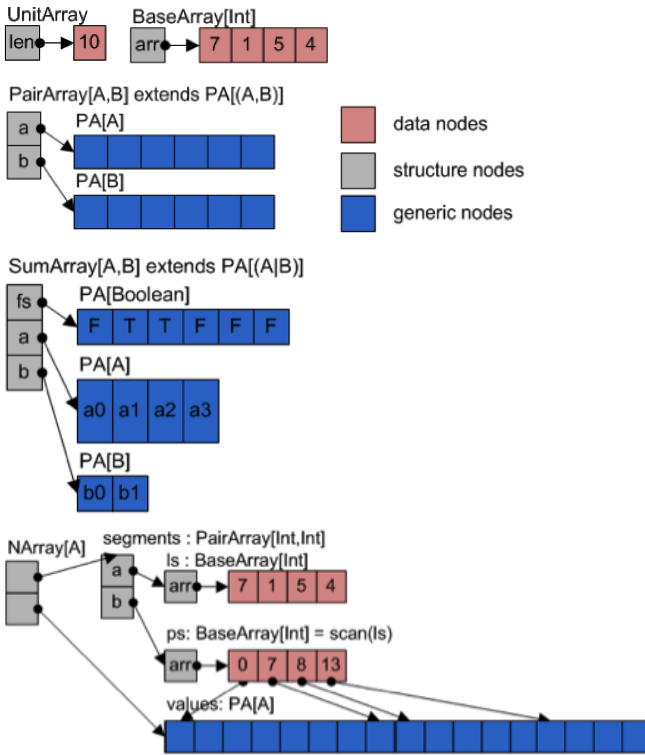 UnitArray
BaseArray[Int]
len 10
arr 7 1 5 4
PairArray[A,B] extends PA[(A,B)]
a
b
PA[A]
PA[B]
data nodes
structure nodes
generic nodes
SumArray[A,B] extends PA[(A|B)]
fs
a
b
PA[Boolean]
F T T F F F
PA[A]
a0 a1 a2 a3
PA[B]
b0 b1
NArray[A]
segments : PairArray[Int,Int]
a
b
ls : BaseArray[Int]
arr 7 1 5 4
ps: BaseArray[Int] = scan(ls)
arr 0 7 8 13
values: PA[A]